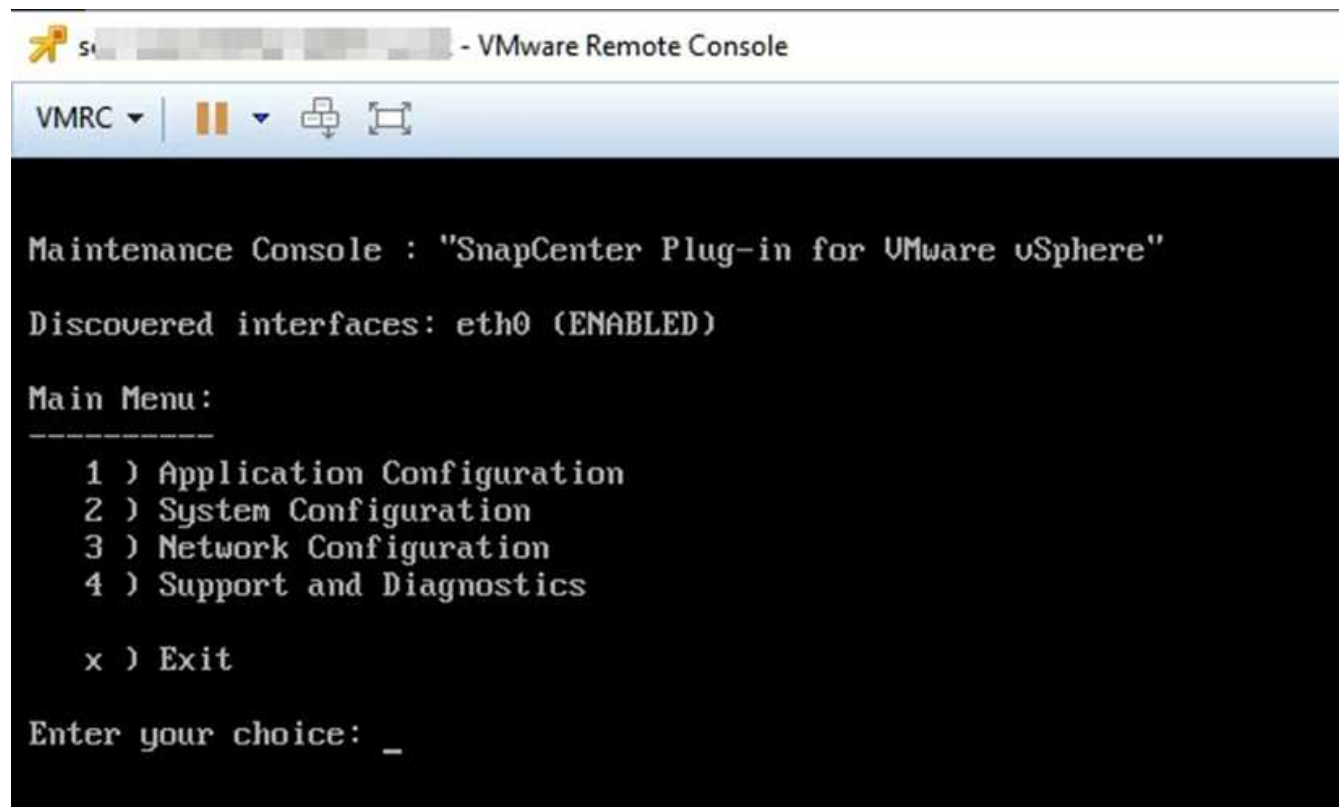 - VMware Remote Console
VMRC
Maintenance Console : "SnapCenter Plug-in for VMware vSphere"
Discovered interfaces: eth0 (ENABLED)
Main Menu:
----------
1 ) Application Configuration
2 ) System Configuration
3 ) Network Configuration
4 ) Support and Diagnostics
x ) Exit
Enter your choice: _